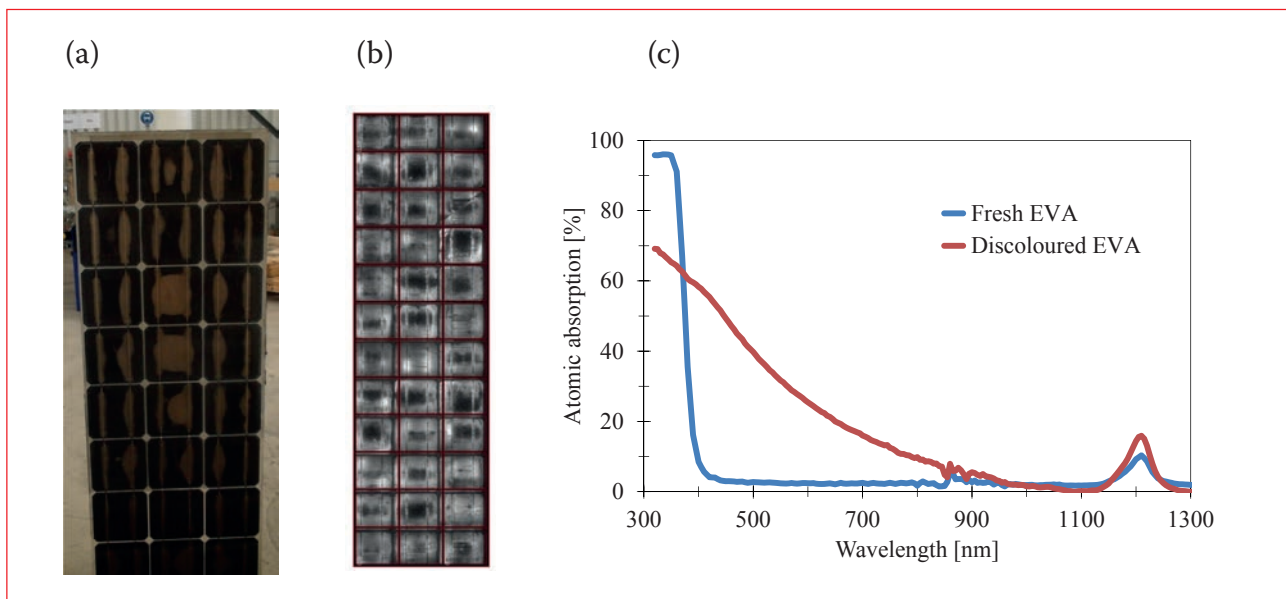 (a)
(b)
(c)
Atomic absorption [%]
100
80
60
40
20
0
Fresh EVA
Discoloured EVA
300
500
700
900
1100
1300
Wavelength [nm]